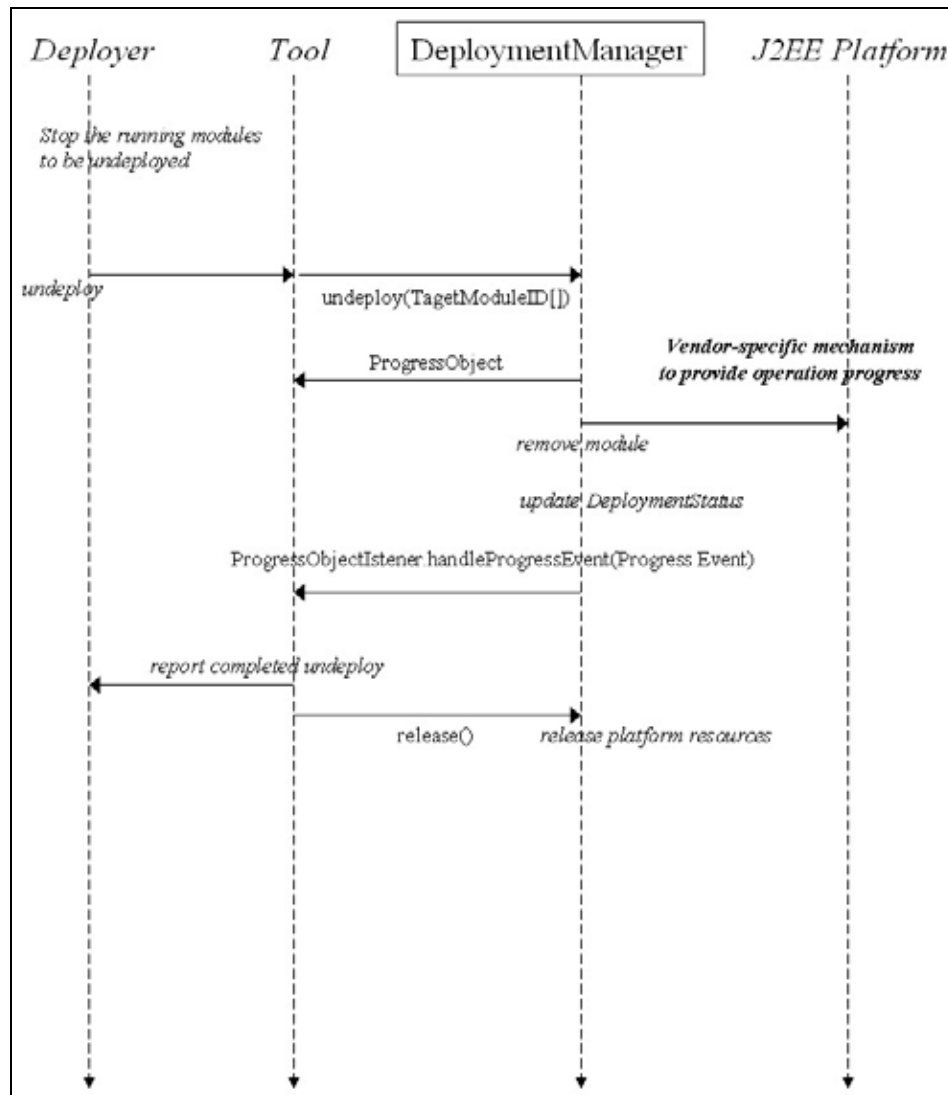 Deployer
Tool
DeploymentManager
J2EE Platform
Stop the running modules
to be undeployed
undeploy
undeploy(TagetModuleID[])
Vendor-specific mechanism
to provide operation progress
ProgressObject
remove module
update DeploymentStatus
ProgressObjectIstener.handleProgressEvent(Progress Event)
report completed undeploy
release()
release platform resources